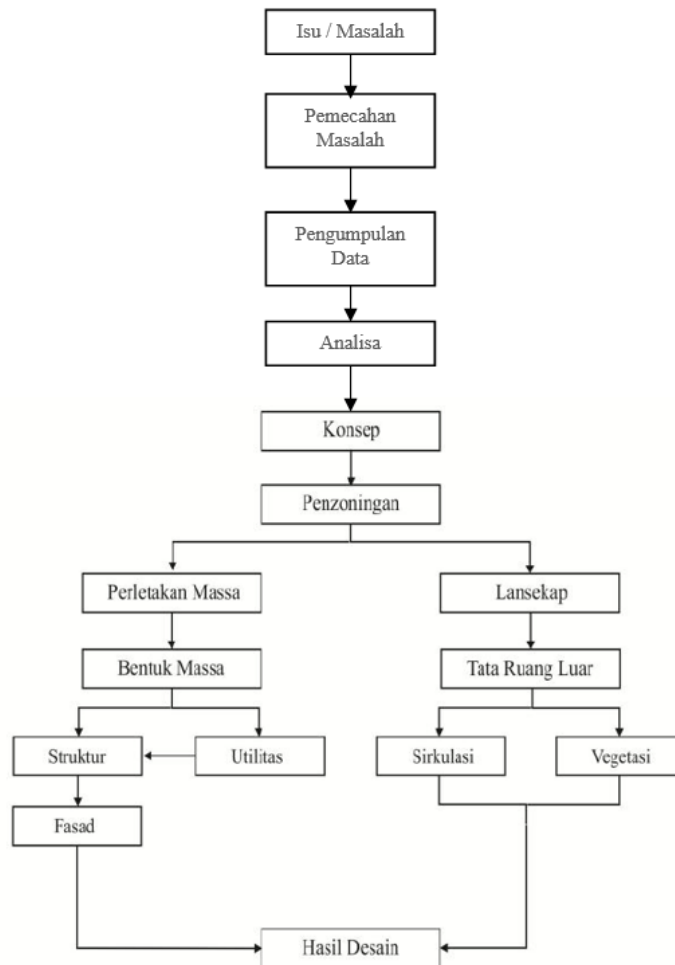 Isu / Masalah
Pemecahan
Masalah
Pengumpulan
Data
Analisa
Konsep
Penzoningan
Perletakan Massa
Lansekap
Bentuk Massa
Tata Ruang Luar
Struktur
Utilitas
Sirkulasi
Vegetasi
Fasad
Hasil Desain